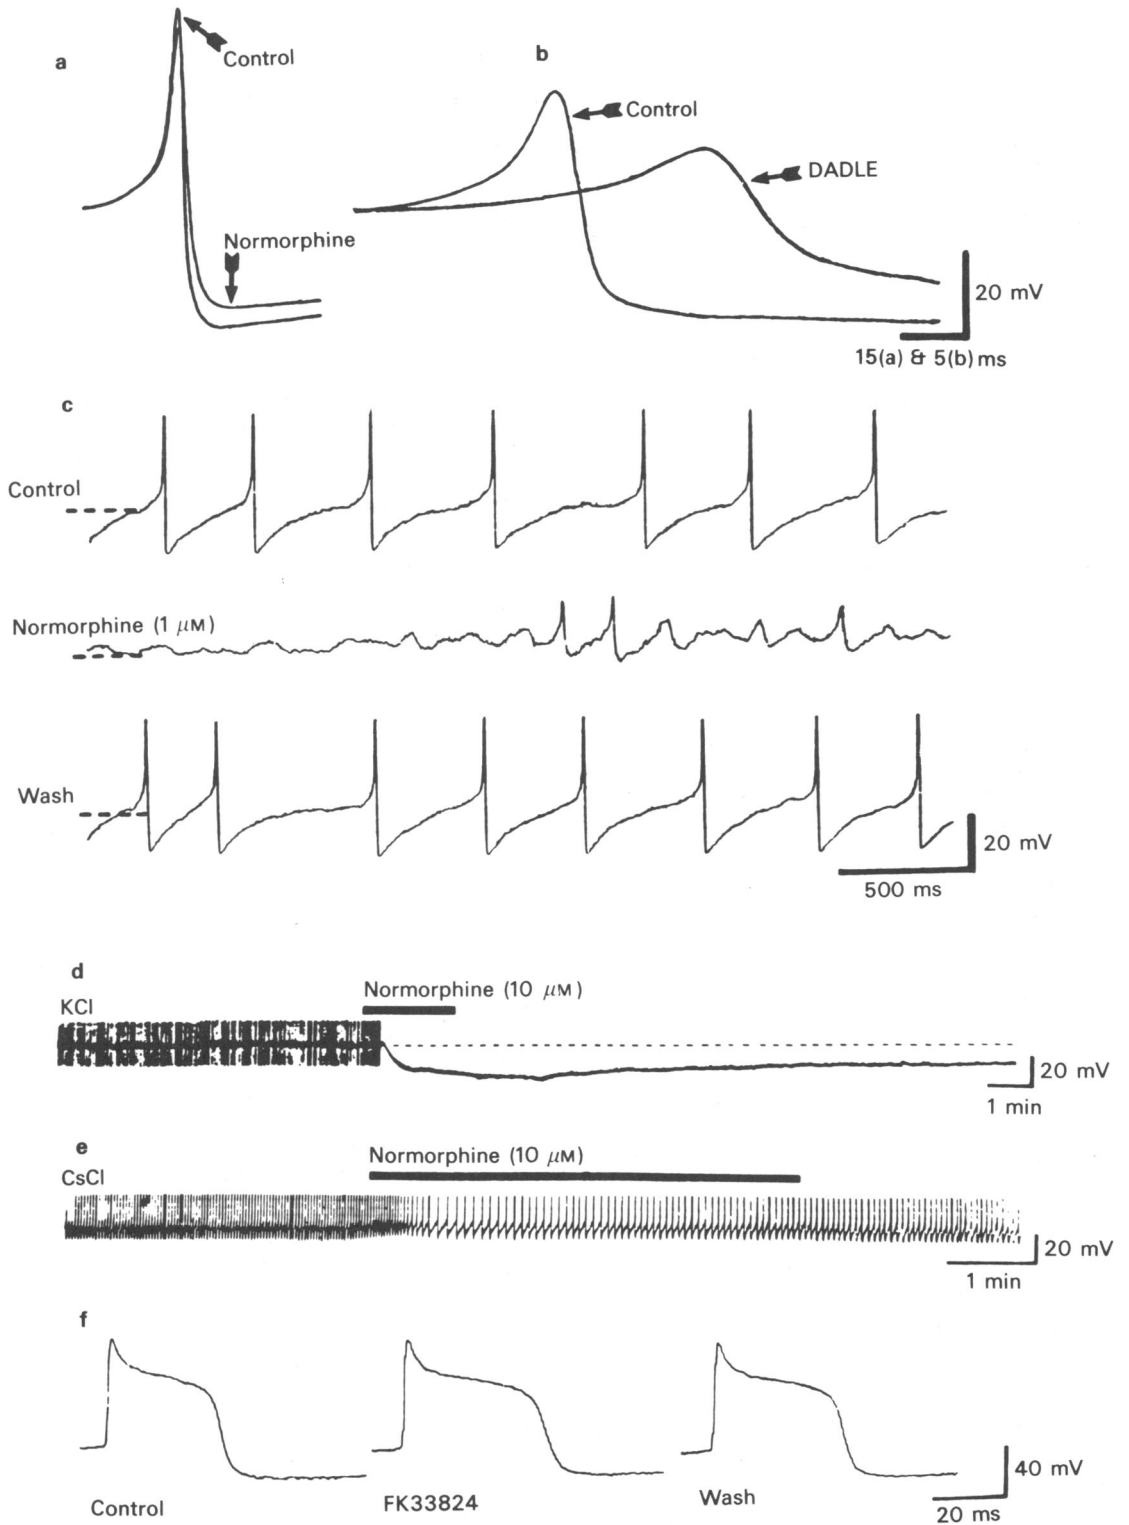 a
Control
Normorphine
b
Control
DADLE
20 mV
15(a) & 5(b) ms
c
Control
Normorphine (1 μM)
Wash
20 mV
500 ms
d
KCl
Normorphine (10 μM)
20 mV
1 min
e
CsCl
Normorphine (10 μM)
20 mV
1 min
f
Control
FK33824
Wash
40 mV
20 ms